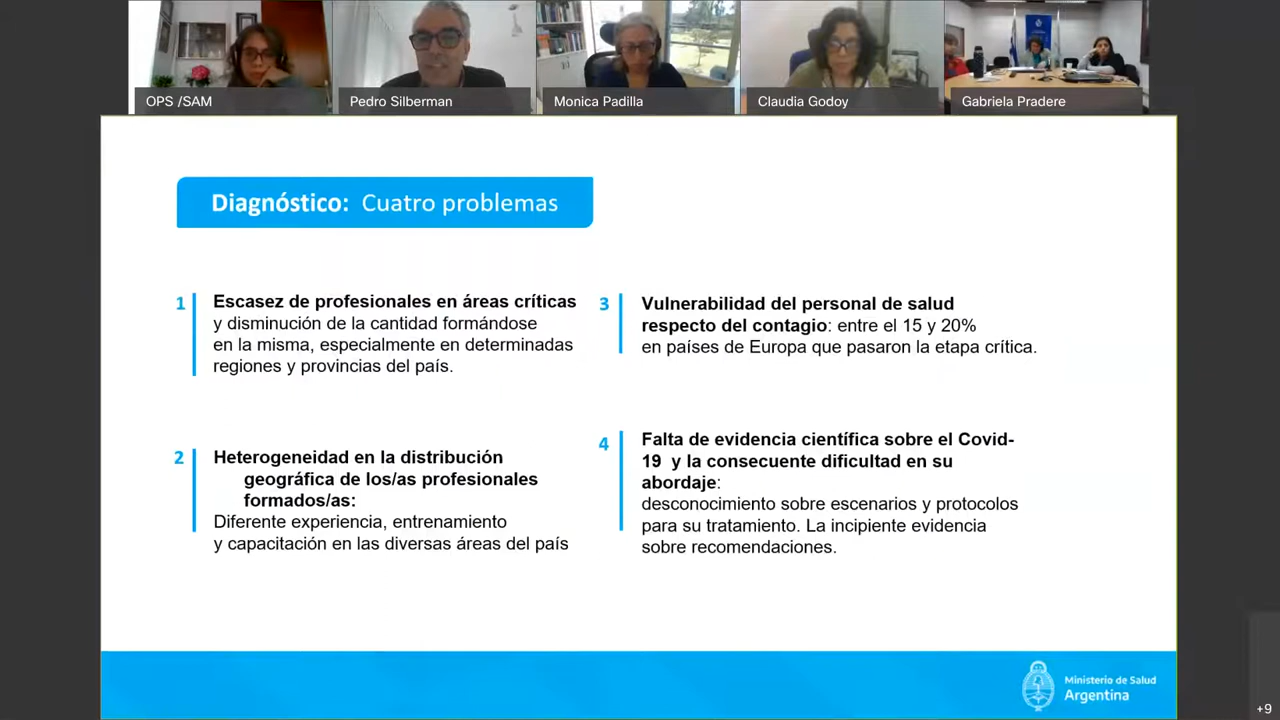 OPS /SAM
Pedro Silberman
Monica Padilla
Claudia Godoy
Gabriela Pradere
Diagnóstico: Cuatro problemas
1
Escasez de profesionales en áreas críticas
y disminución de la cantidad formándose
en la misma, especialmente en determinadas
regiones y provincias del país.
2
Heterogeneidad en la distribución
geográfica de los/as profesionales
formados/as:
Diferente experiencia, entrenamiento
y capacitación en las diversas áreas del país
3
Vulnerabilidad del personal de salud
respecto del contagio: entre el 15 y 20%
en países de Europa que pasaron la etapa crítica.
4
Falta de evidencia científica sobre el Covid-
19 y la consecuente dificultad en su
abordaje:
desconocimiento sobre escenarios y protocolos
para su tratamiento. La incipiente evidencia
sobre recomendaciones.
Ministerio de Salud
Argentina
+9